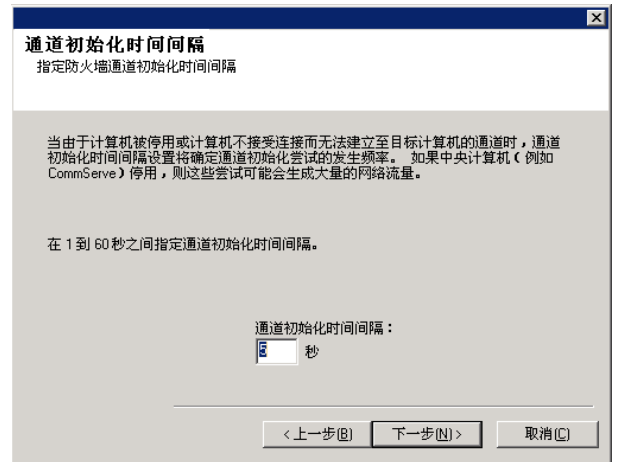 通道初始化时间间隔
指定防火墙通道初始化时间间隔
当由于计算机被停用或计算机不接受连接而无法建立至目标计算机的通道时，通道
初始化时间间隔设置将确定通道初始化尝试的发生频率。 如果中央计算机（例如
CommServe）停用，则这些尝试可能会生成大量的网络流量。
在 1 到 60 秒之间指定通道初始化时间间隔。
通道初始化时间间隔：
5 秒
<上一步(B) 下一步(N)> 取消(C)